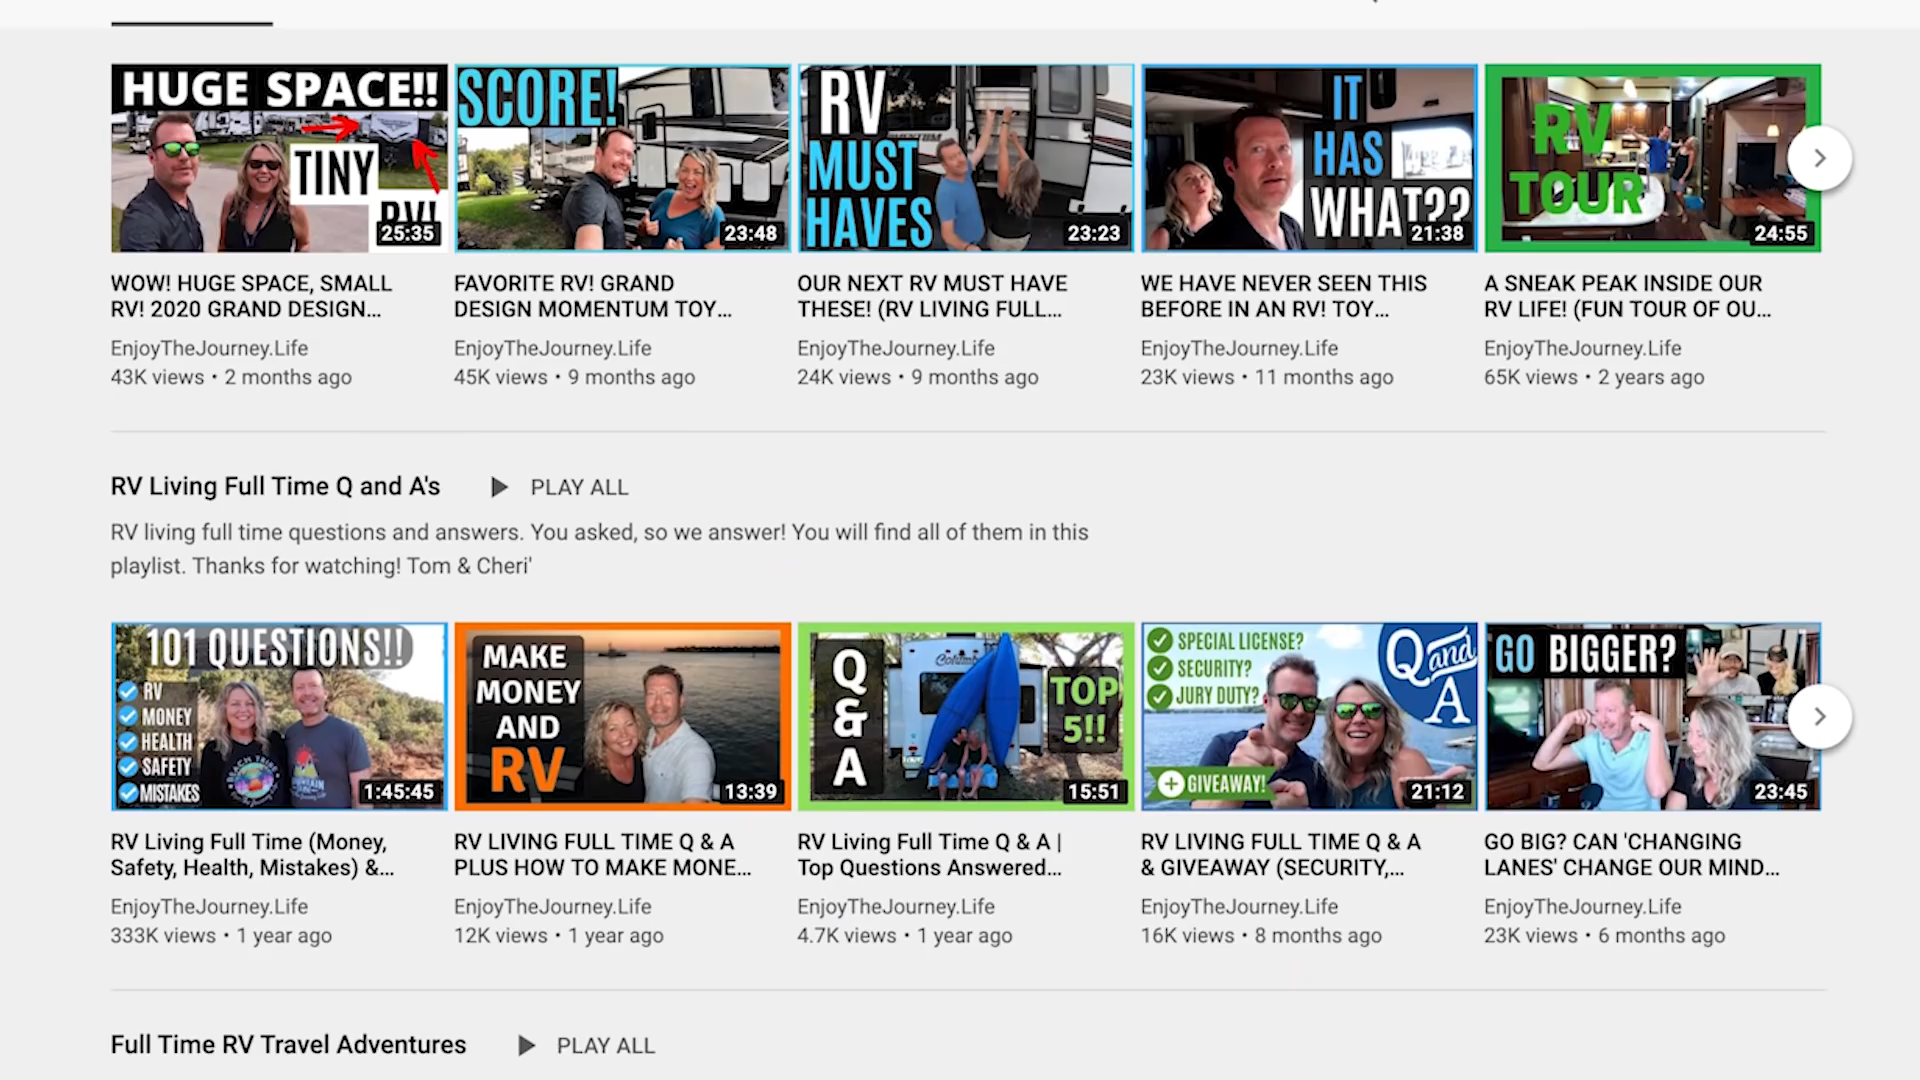 HUGE SPACE!!
TINY
RV!
25:35
SCORE!
23:48
RV
MUST
HAVES
23:23
IT
HAS
WHAT??
21:38
RV
TOUR
24:55
WOW! HUGE SPACE, SMALL
RV! 2020 GRAND DESIGN...
EnjoyTheJourney.Life
43K views • 2 months ago
FAVORITE RV! GRAND
DESIGN MOMENTUM TOY...
EnjoyTheJourney.Life
45K views • 9 months ago
OUR NEXT RV MUST HAVE
THESE! (RV LIVING FULL...
EnjoyTheJourney.Life
24K views • 9 months ago
WE HAVE NEVER SEEN THIS
BEFORE IN AN RV! TOY...
EnjoyTheJourney.Life
23K views • 11 months ago
A SNEAK PEAK INSIDE OUR
RV LIFE! (FUN TOUR OF OU...
EnjoyTheJourney.Life
65K views • 2 years ago
RV Living Full Time Q and A's
PLAY ALL
RV living full time questions and answers. You asked, so we answer! You will find all of them in this
playlist. Thanks for watching! Tom & Cheri'
101 QUESTIONS!!
RV
MONEY
HEALTH
SAFETY
MISTAKES
1:45:45
MAKE
MONEY
AND
RV
13:39
Q
&
A
TOP
5!!
15:51
SPECIAL LICENSE?
SECURITY?
JURY DUTY?
Q and
A
GIVEAWAY!
21:12
GO BIGGER?
23:45
RV Living Full Time (Money,
Safety, Health, Mistakes) &...
EnjoyTheJourney.Life
333K views • 1 year ago
RV LIVING FULL TIME Q & A
PLUS HOW TO MAKE MONE...
EnjoyTheJourney.Life
12K views • 1 year ago
RV Living Full Time Q & A |
Top Questions Answered...
EnjoyTheJourney.Life
4.7K views • 1 year ago
RV LIVING FULL TIME Q & A
& GIVEAWAY (SECURITY,...
EnjoyTheJourney.Life
16K views • 8 months ago
GO BIG? CAN 'CHANGING
LANES' CHANGE OUR MIND...
EnjoyTheJourney.Life
23K views • 6 months ago
Full Time RV Travel Adventures
PLAY ALL